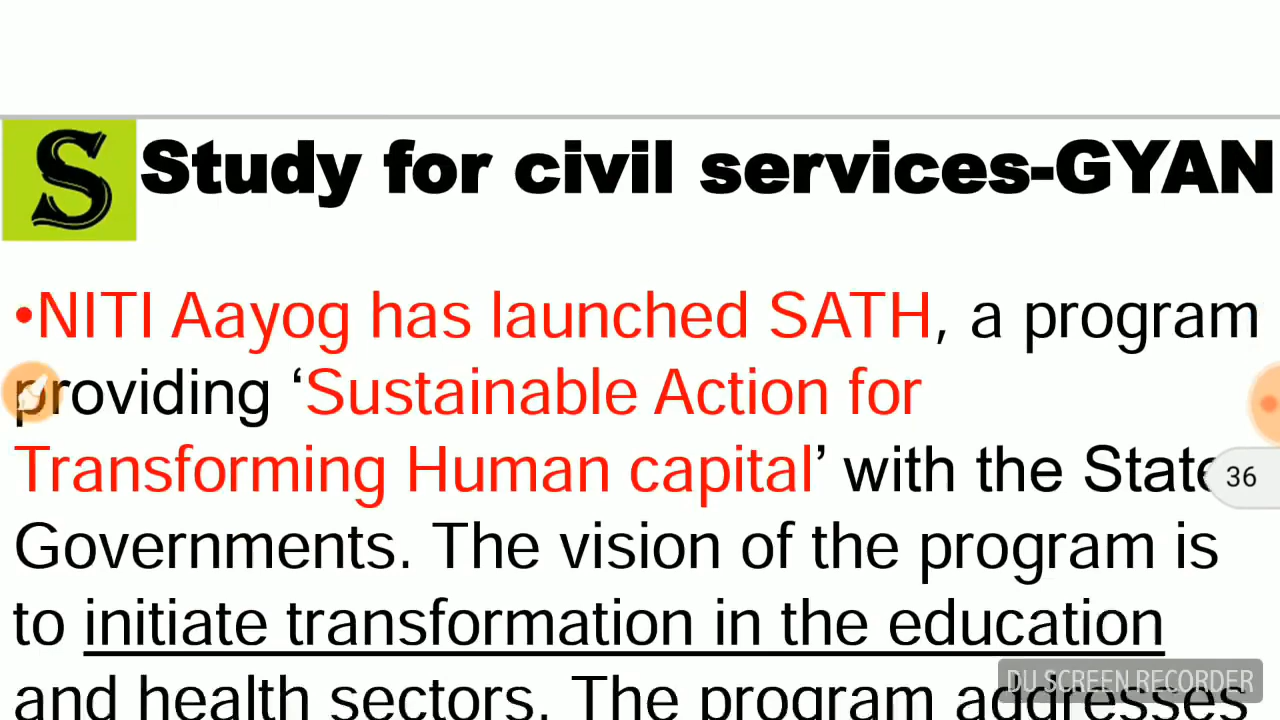 S Study for civil services-GYAN
•NITI Aayog has launched SATH, a program
providing ‘Sustainable Action for
Transforming Human capital’ with the State
36
Governments. The vision of the program is
to initiate transformation in the education
and health sectors. The program addresses
DU SCREEN RECORDER